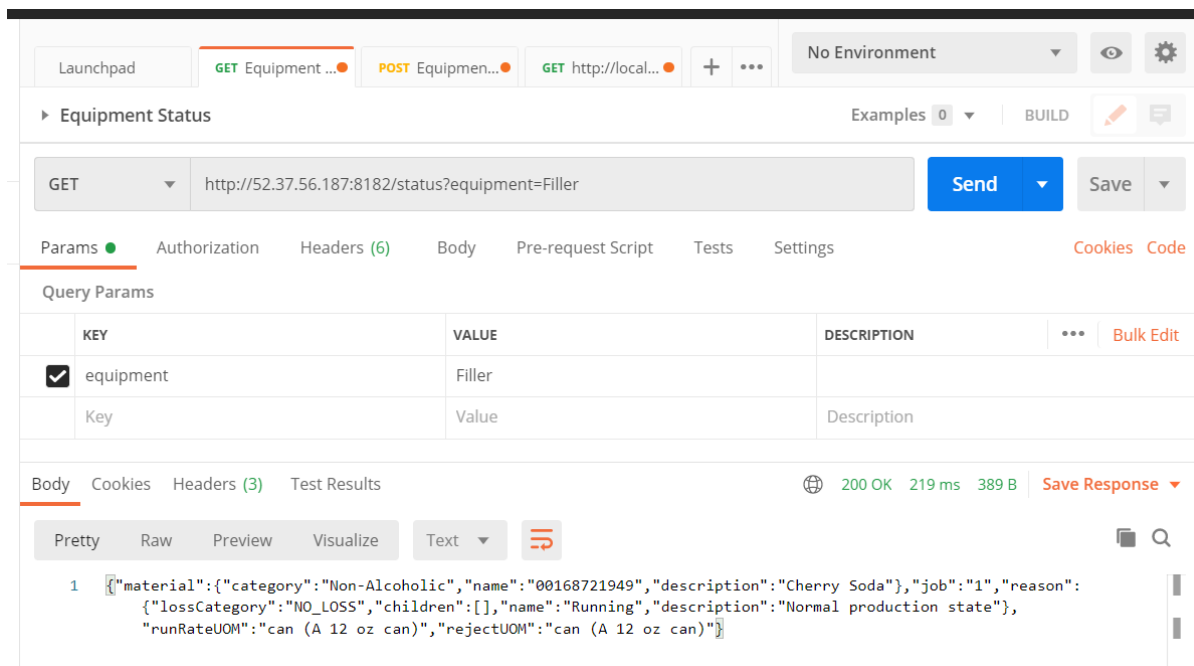 Launchpad GET Equipment ... POST Equipmen... GET http://local... + ••• No Environment
Equipment Status Examples 0 BUILD
GET http://52.37.56.187:8182/status?equipment=Filler Send Save
Params Authorization Headers (6) Body Pre-request Script Tests Settings Cookies Code
Query Params
KEY VALUE DESCRIPTION ••• Bulk Edit
equipment Filler
Key Value Description
Body Cookies Headers (3) Test Results 200 OK 219 ms 389 B Save Response
Pretty Raw Preview Visualize Text
1 {"material":{"category":"Non-Alcoholic","name":"00168721949","description":"Cherry Soda"},"job":"1","reason":
{"lossCategory":"NO_LOSS","children":[],"name":"Running","description":"Normal production state"},
"runRateUOM":"can (A 12 oz can)","rejectUOM":"can (A 12 oz can)"}